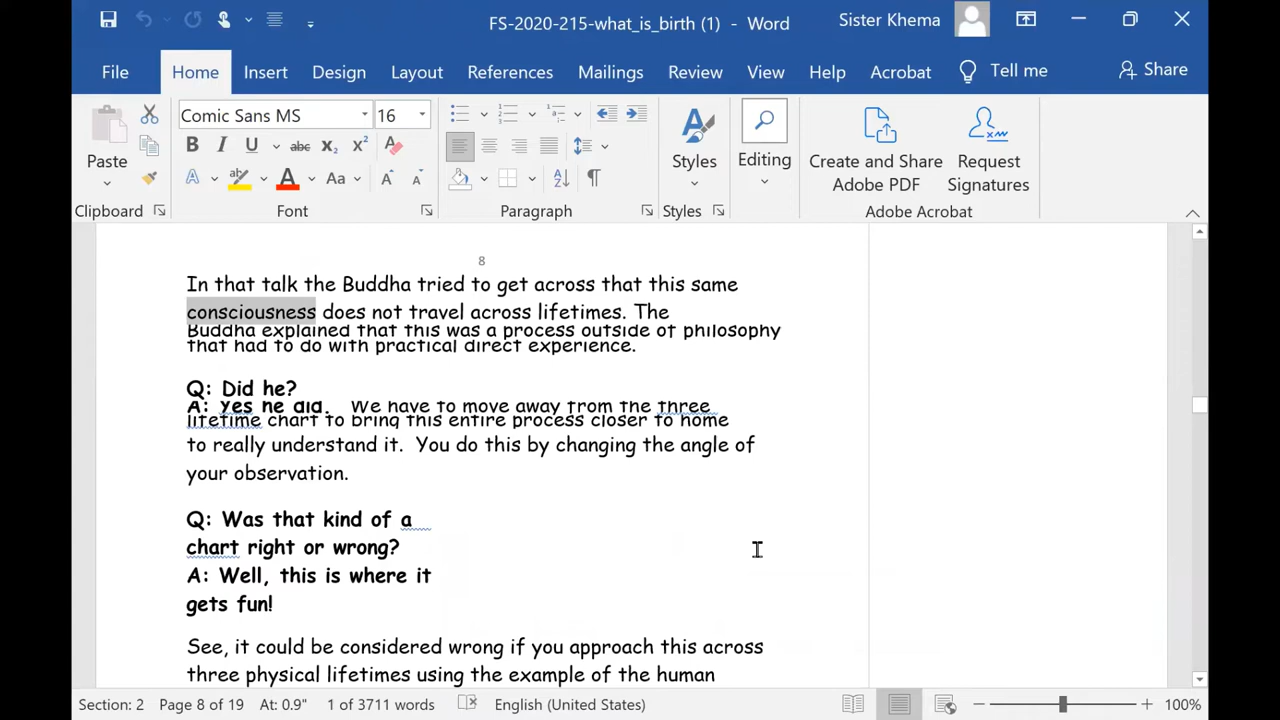 FS-2020-215-what_is_birth (1) - Word
Sister Khema
File Home Insert Design Layout References Mailings Review View Help Acrobat Tell me Share
Comic Sans MS 16
B I U abc x₂ x²
A ab A Aa A A
Paste
Styles
Editing
Create and Share
Adobe PDF
Request
Signatures
Clipboard Font Paragraph Styles Adobe Acrobat
8
In that talk the Buddha tried to get across that this same
consciousness does not travel across lifetimes. The
Buddha explained that this was a process outside of philosophy
that had to do with practical direct experience.
Q: Did he?
A: Yes he did. We have to move away from the three
lifetime chart to bring this entire process closer to home
to really understand it. You do this by changing the angle of
your observation.
Q: Was that kind of a
chart right or wrong?
A: Well, this is where it
gets fun!
See, it could be considered wrong if you approach this across
three physical lifetimes using the example of the human
Section: 2 Page 8 of 19 At: 0.9" 1 of 3711 words English (United States) 100%